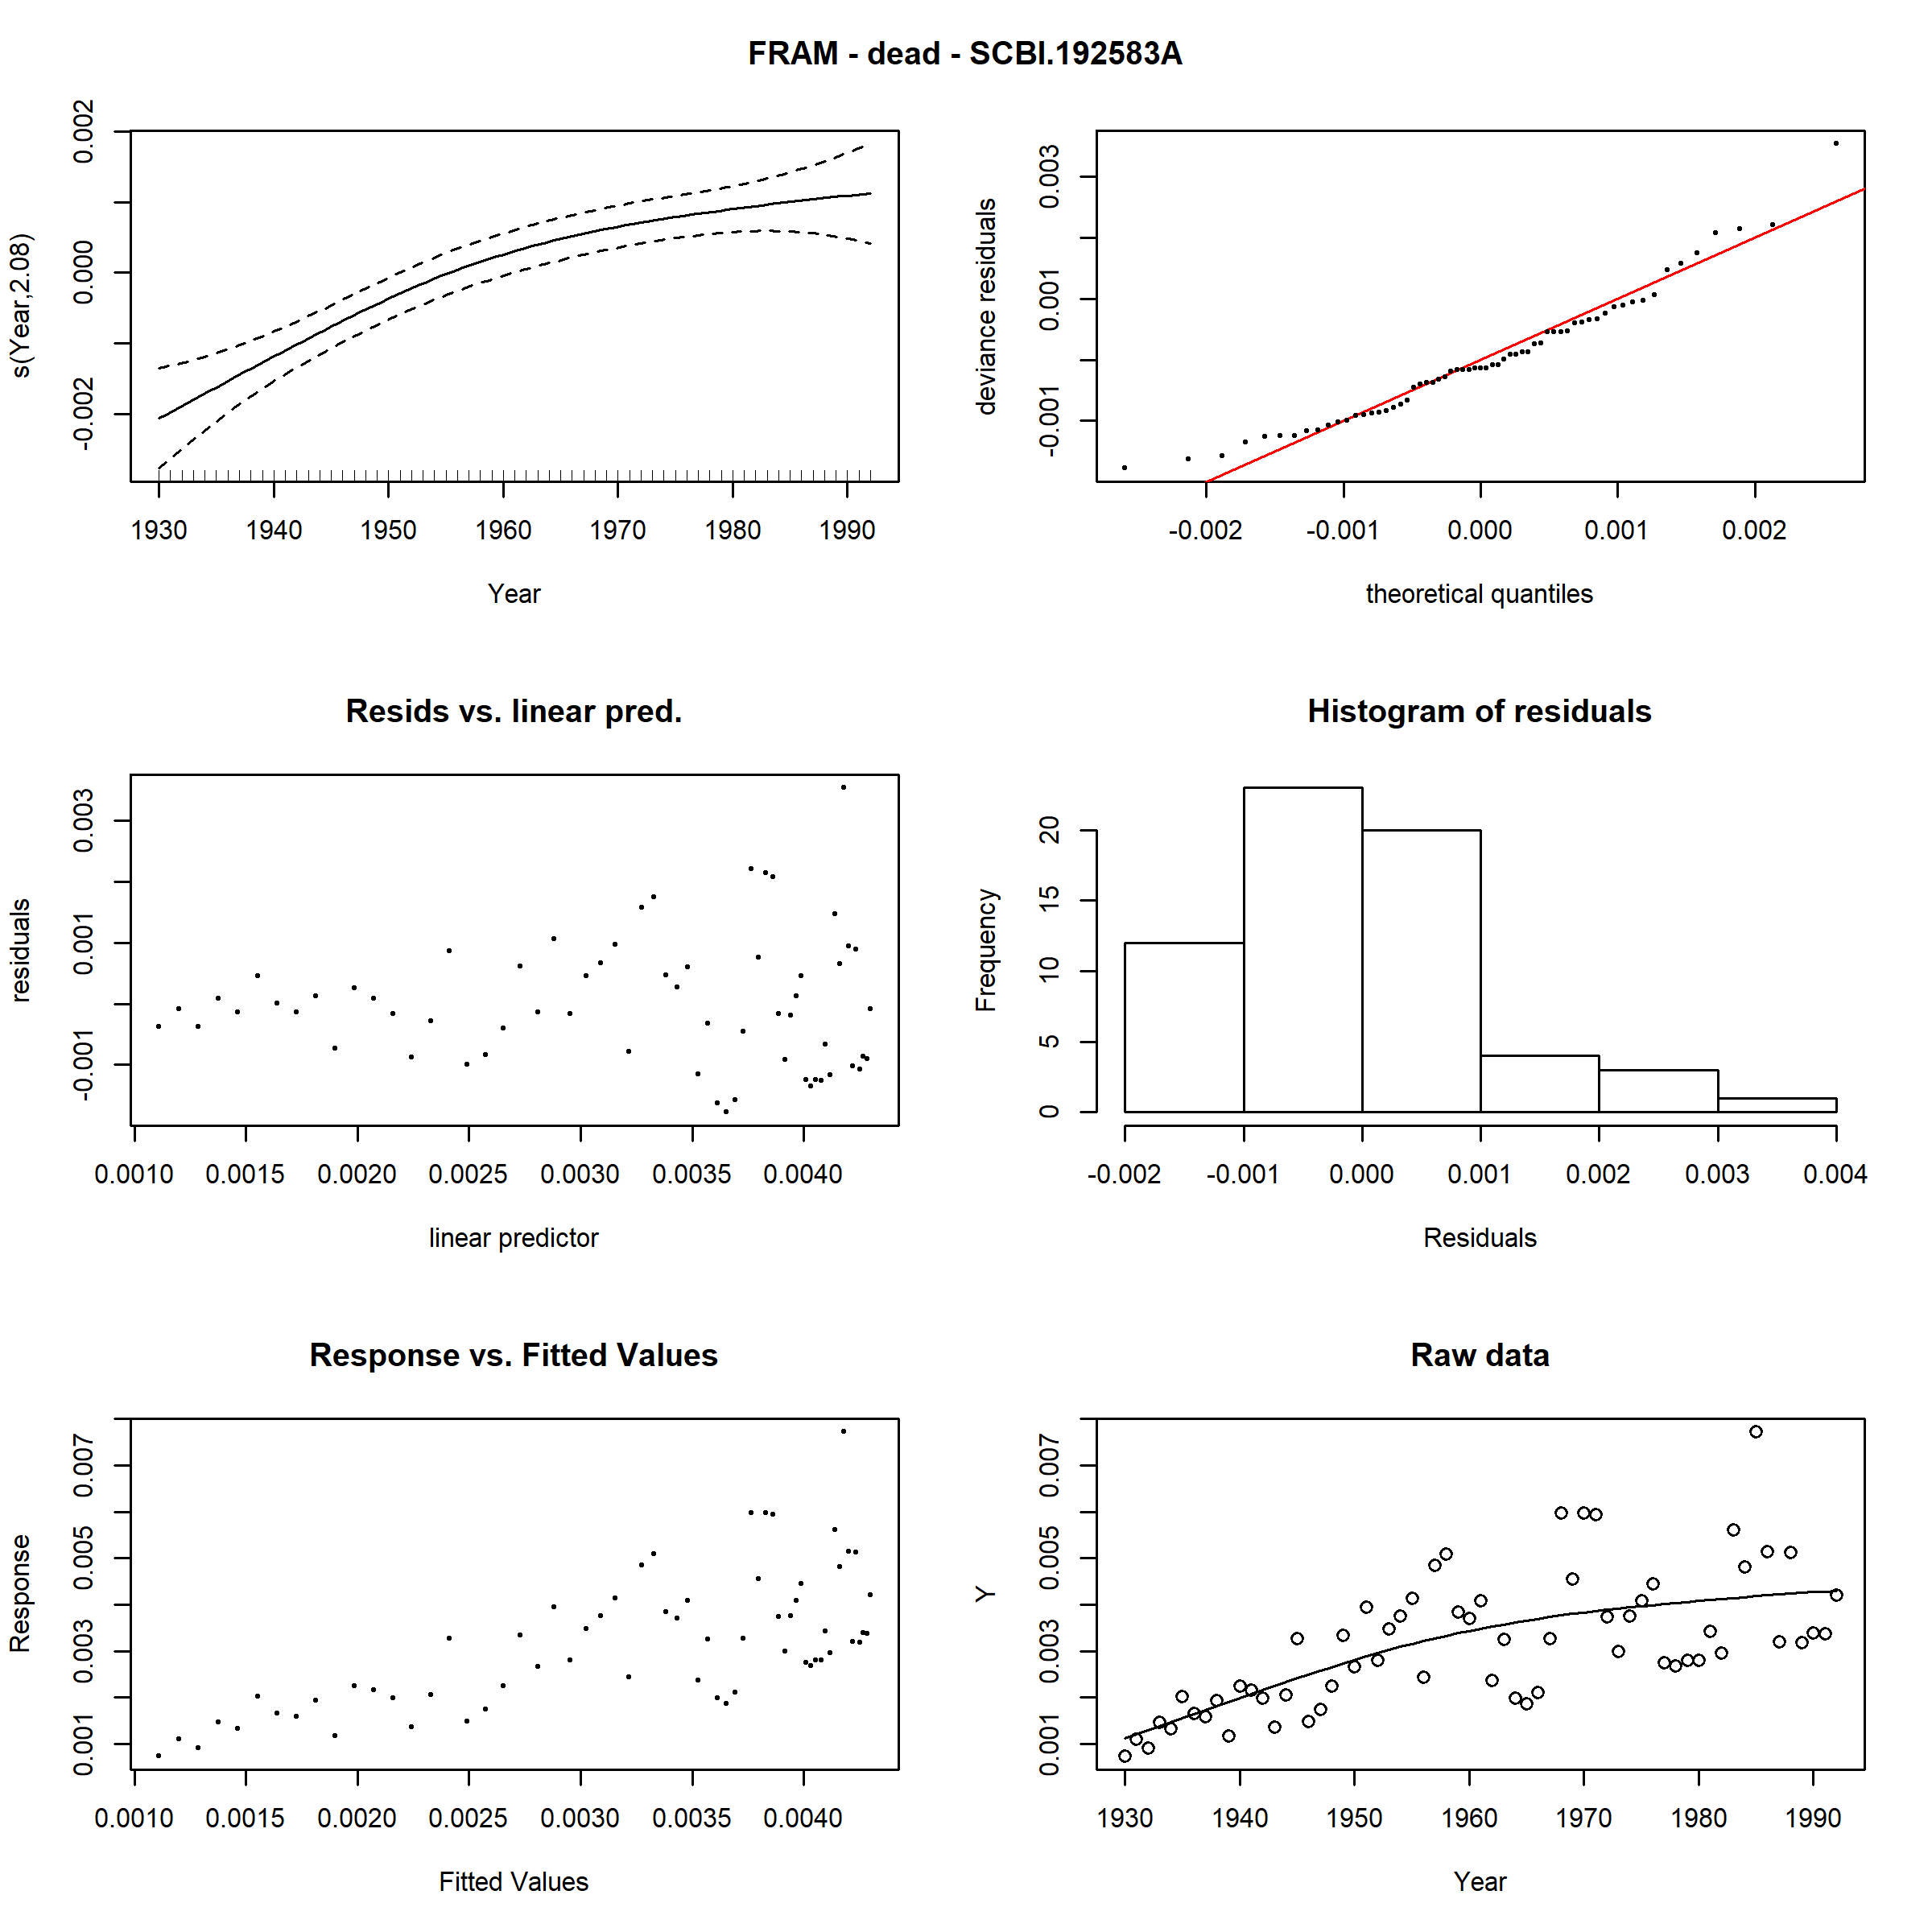 FRAM - dead - SCBI.192583A
s(Year,2.08)
-0.002 0.000 0.002
1930 1940 1950 1960 1970 1980 1990
Year
deviance residuals
-0.001 0.001 0.003
-0.002 -0.001 0.000 0.001 0.002
theoretical quantiles
Resids vs. linear pred.
residuals
-0.001 0.001 0.003
0.0010 0.0015 0.0020 0.0025 0.0030 0.0035 0.0040
linear predictor
Histogram of residuals
Frequency
0 5 10 15 20
-0.002 -0.001 0.000 0.001 0.002 0.003 0.004
Residuals
Response vs. Fitted Values
Response
0.001 0.003 0.005 0.007
0.0010 0.0015 0.0020 0.0025 0.0030 0.0035 0.0040
Fitted Values
Raw data
Y
0.001 0.003 0.005 0.007
1930 1940 1950 1960 1970 1980 1990
Year